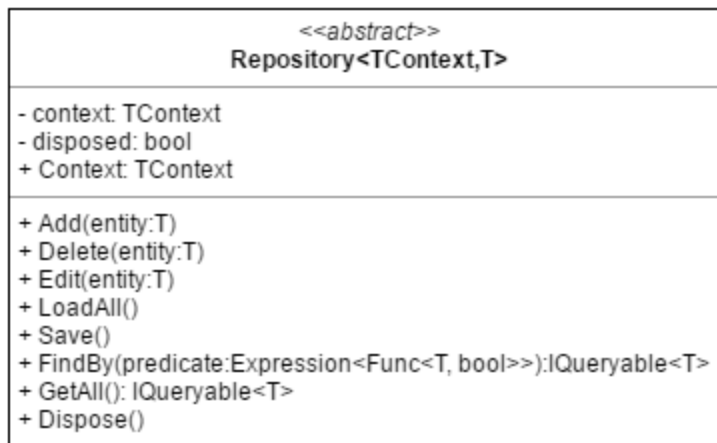 <<abstract>>
Repository<TContext,T>
- context: TContext
- disposed: bool
+ Context: TContext
+ Add(entity:T)
+ Delete(entity:T)
+ Edit(entity:T)
+ LoadAll()
+ Save()
+ FindBy(predicate:Expression<Func<T, bool>>):IQueryable<T>
+ GetAll(): IQueryable<T>
+ Dispose()